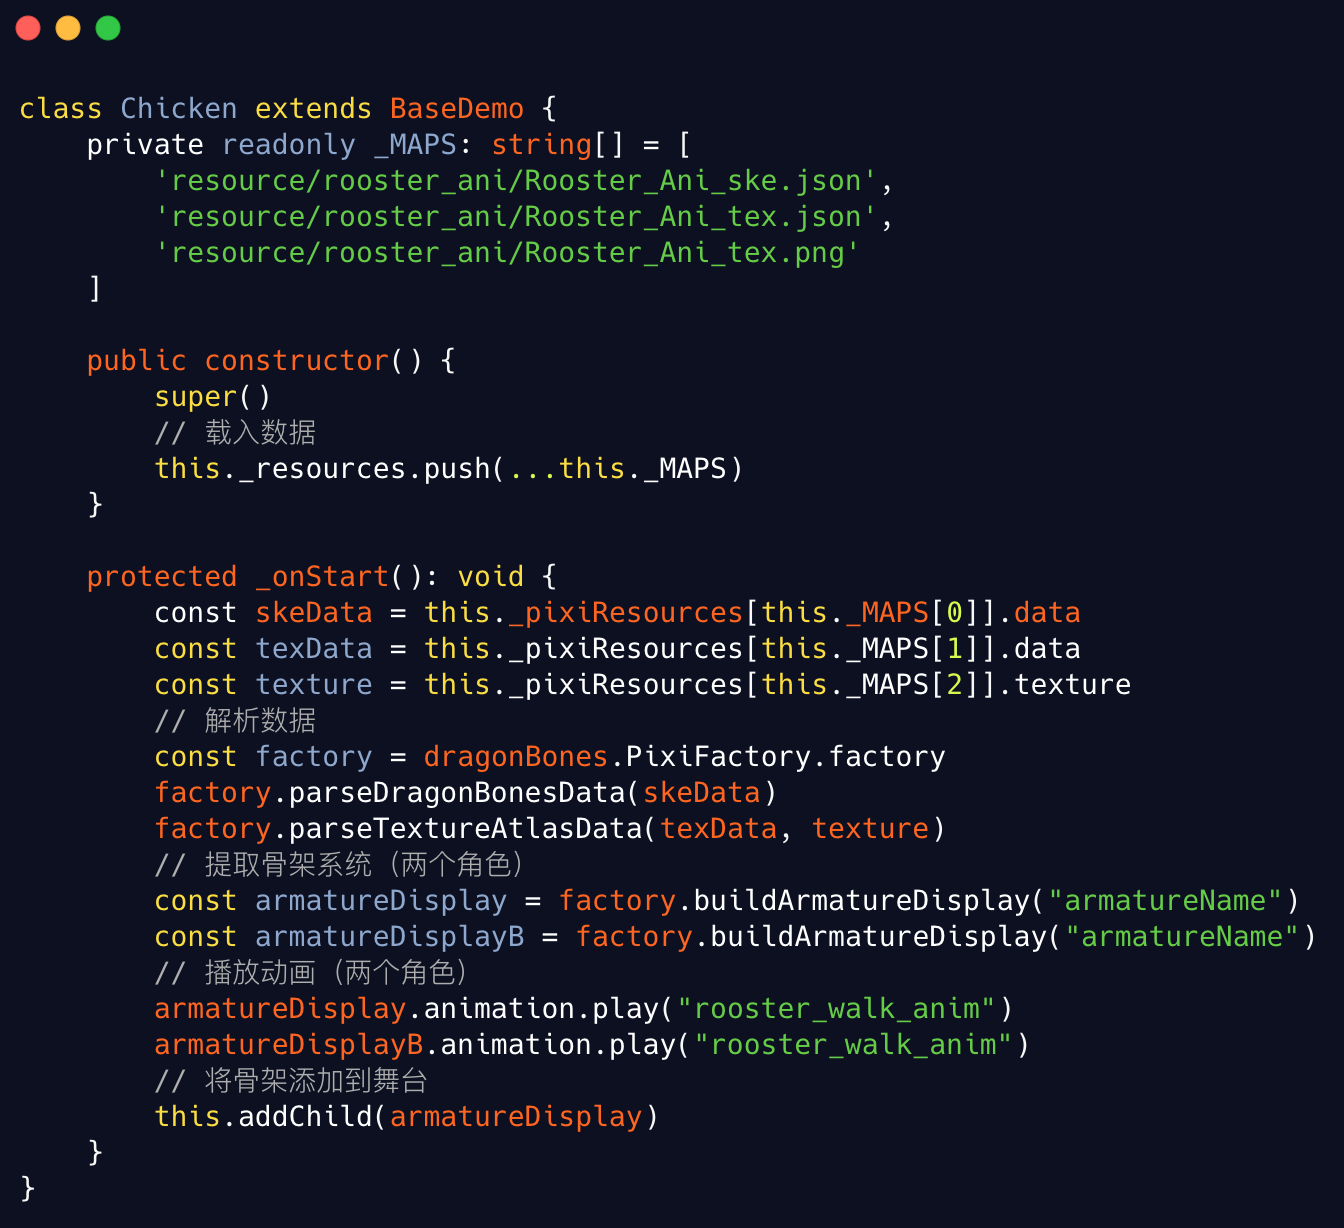 class Chicken extends BaseDemo {
    private readonly _MAPS: string[] = [
        'resource/rooster_ani/Rooster_Ani_ske.json',
        'resource/rooster_ani/Rooster_Ani_tex.json',
        'resource/rooster_ani/Rooster_Ani_tex.png'
    ]

    public constructor() {
        super()
        // 载入数据
        this._resources.push(...this._MAPS)
    }

    protected _onStart(): void {
        const skeData = this._pixiResources[this._MAPS[0]].data
        const texData = this._pixiResources[this._MAPS[1]].data
        const texture = this._pixiResources[this._MAPS[2]].texture
        // 解析数据
        const factory = dragonBones.PixiFactory.factory
        factory.parseDragonBonesData(skeData)
        factory.parseTextureAtlasData(texData, texture)
        // 提取骨架系统（两个角色）
        const armatureDisplay = factory.buildArmatureDisplay("armatureName")
        const armatureDisplayB = factory.buildArmatureDisplay("armatureName")
        // 播放动画（两个角色）
        armatureDisplay.animation.play("rooster_walk_anim")
        armatureDisplayB.animation.play("rooster_walk_anim")
        // 将骨架添加到舞台
        this.addChild(armatureDisplay)
    }
}